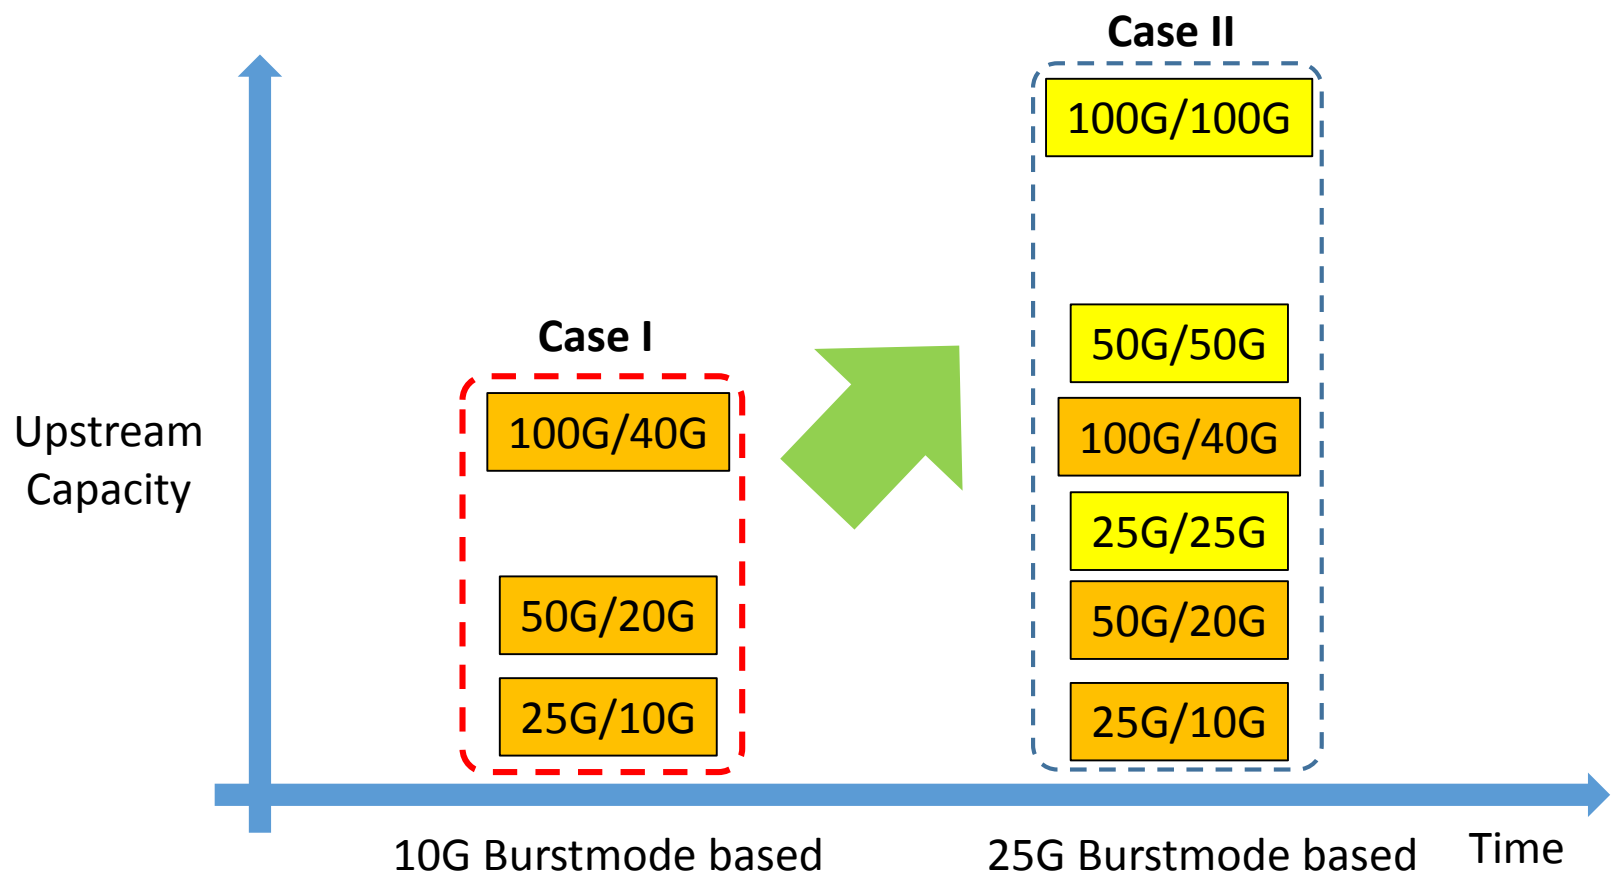 Case II
100G/100G
Case I
50G/50G
100G/40G
100G/40G
Upstream
Capacity
25G/25G
50G/20G
50G/20G
25G/10G
25G/10G
10G Burstmode based
25G Burstmode based
Time